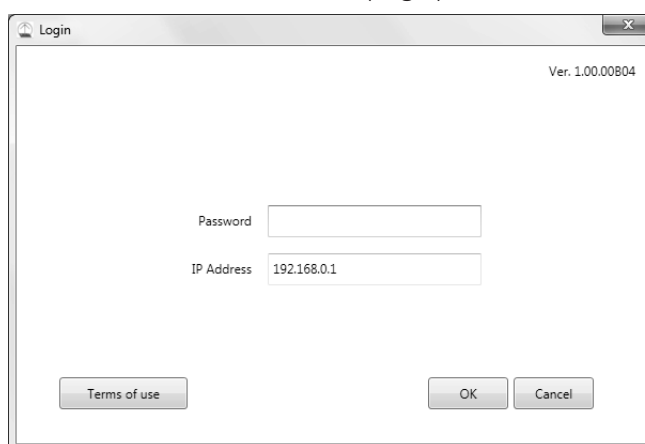 Login
Ver. 1.00.00B04
Password
IP Address 192.168.0.1
Terms of use OK Cancel